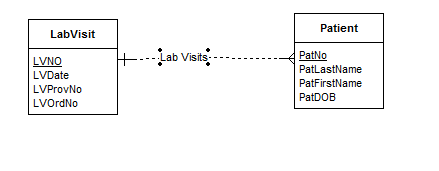 LabVisit
LVNO
LVDate
LVProvNo
LVOrdNo
Lab Visits
Patient
PatNo
PatLastName
PatFirstName
PatDOB